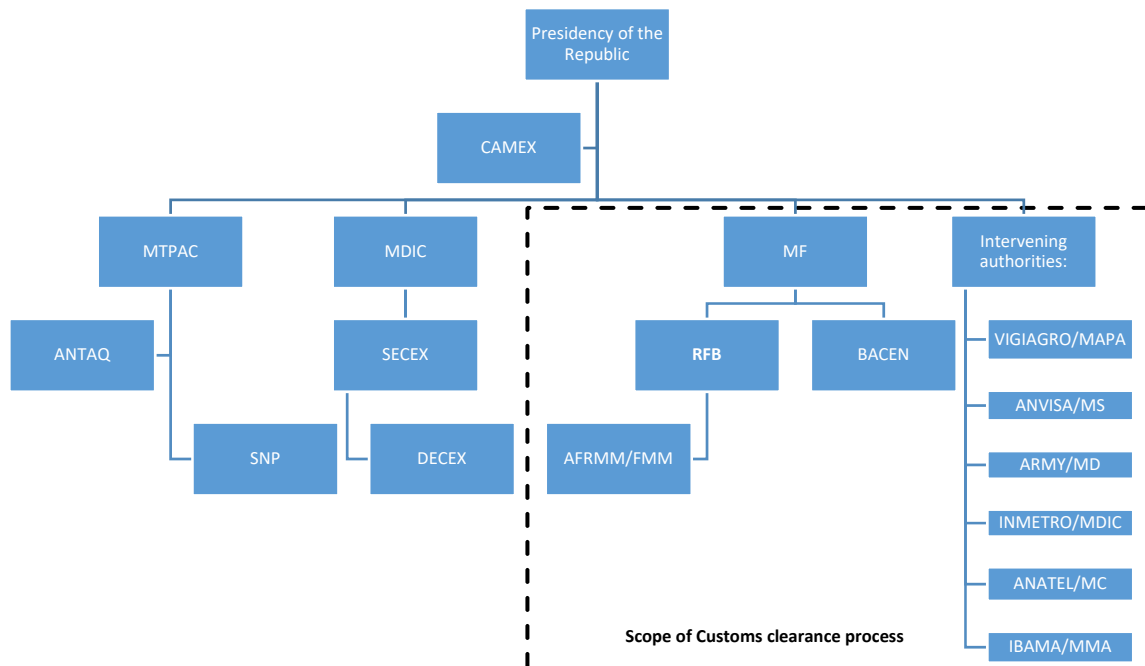 Presidency of the
Republic
CAMEX
MTPAC
MDIC
MF
Intervening
authorities:
ANTAQ
SECEX
RFB
BACEN
VIGIAGRO/MAPA
ANVISA/MS
SNP
DECEX
AFRMM/FMM
ARMY/MD
INMETRO/MDIC
ANATEL/MC
Scope of Customs clearance process
IBAMA/MMA